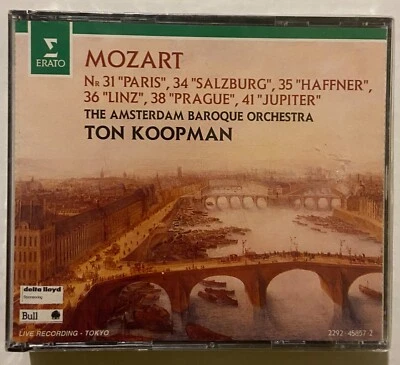 ERATO
MOZART
NR 31 "PARIS", 34 "SALZBURG", 35 "HAFFNER",
36 "LINZ", 38 "PRAGUE", 41 "JUPITER"
THE AMSTERDAM BAROQUE ORCHESTRA
TON KOOPMAN
delta lloyd
Bull
LIVE RECORDING - TOKYO
2292-45857-2